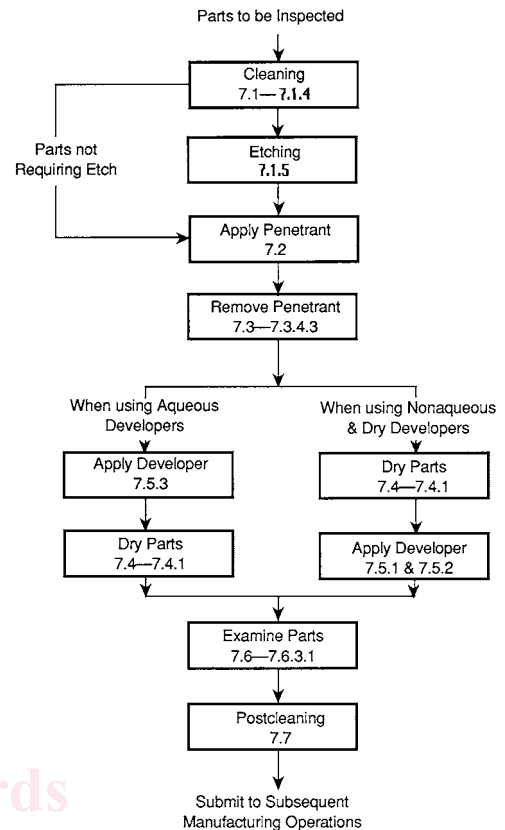 Parts to be Inspected
Cleaning
7.1—7.1.4
Parts not
Requiring Etch
Etching
7.1.5
Apply Penetrant
7.2
Remove Penetrant
7.3—7.3.4.3
When using Aqueous
Developers
Apply Developer
7.5.3
Dry Parts
7.4—7.4.1
When using Nonaqueous
& Dry Developers
Dry Parts
7.4—7.4.1
Apply Developer
7.5.1 & 7.5.2
Examine Parts
7.6—7.6.3.1
Postcleaning
7.7
rds
Submit to Subsequent
Manufacturing Operations